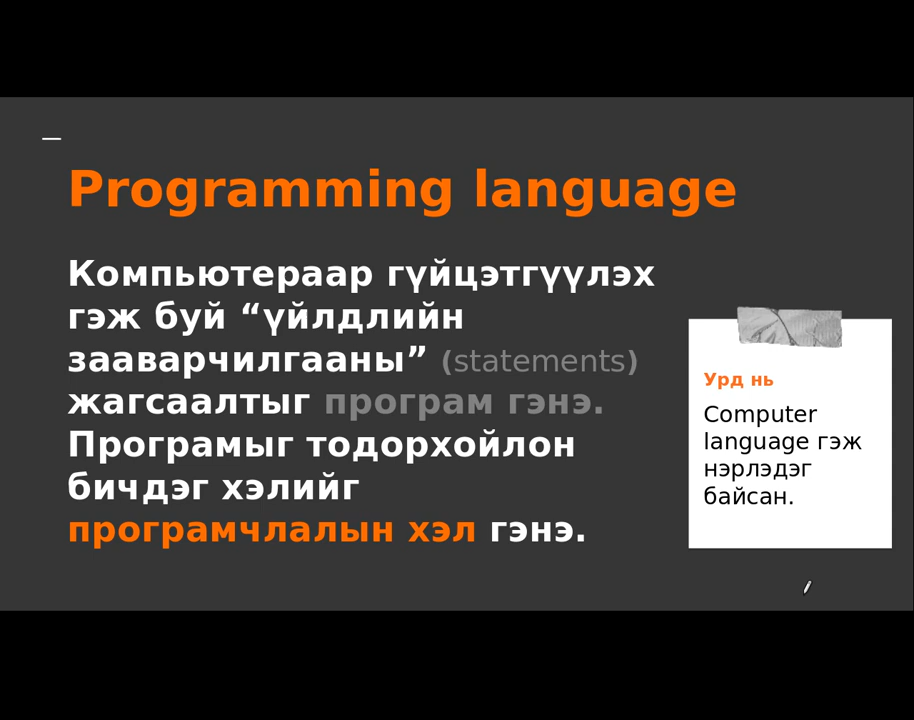 Programming language
Компьютераар гүйцэтгүүлэх
гэж буй “үйлдлийн
зааварчилгааны” (statements)
жагсаалтыг програм гэнэ.
Програмыг тодорхойлон
бичдэг хэлийг
програмчлалын хэл гэнэ.
Урд нь
Computer
language гэж
нэрлэдэг
байсан.